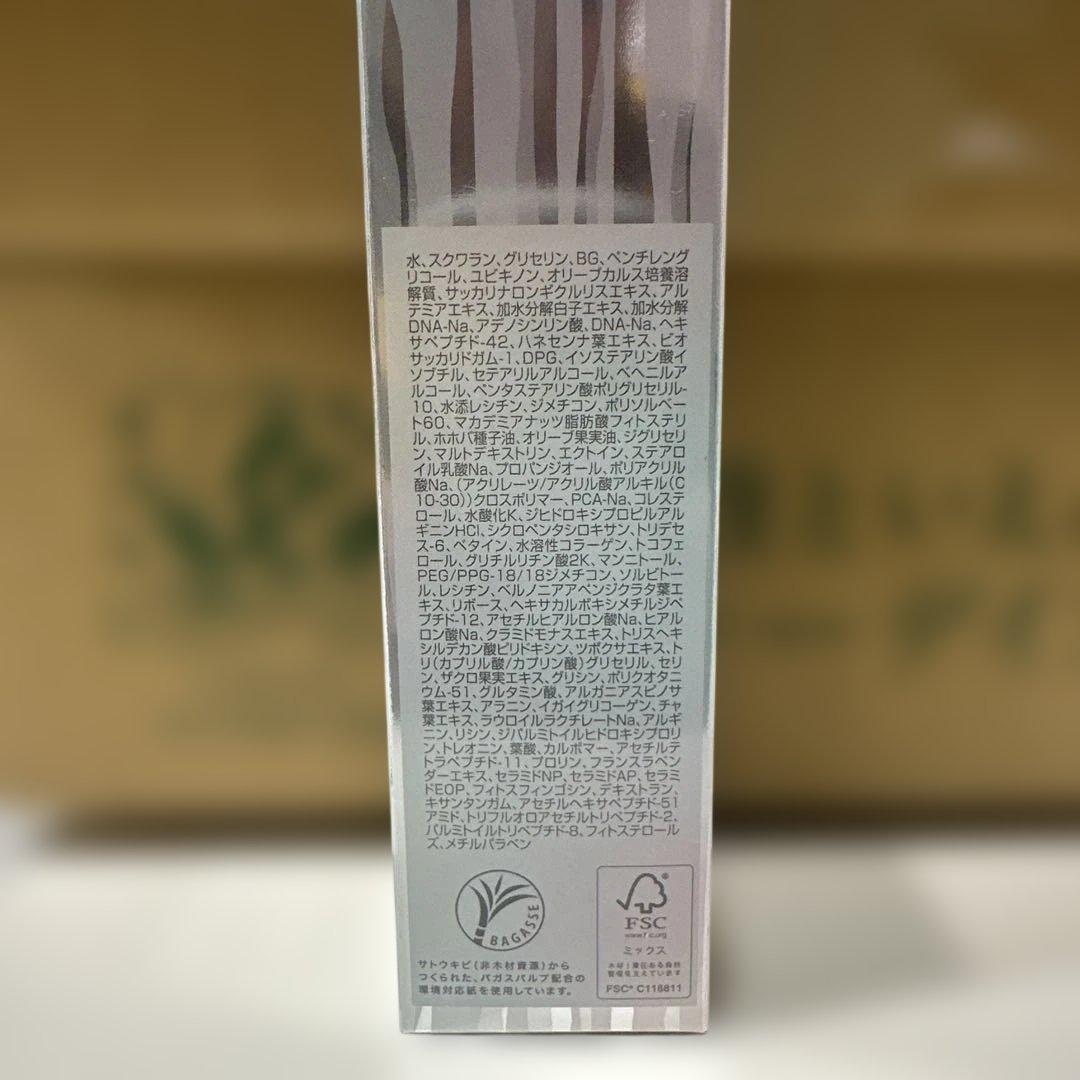 水、スクワラン、グリセリン、BG、ペンチレング
リコール、ユビキノン、オリーブカルス培養溶
解質、サッカリナロンギクルリスエキス、アル
テミアエキス、加水分解白子エキス、加水分解
DNA-Na、アデノシンリン酸、DNA-Na、ヘキ
サペプチド-42、ハネセンナ葉エキス、ビオ
サッカリドガム-1、DPG、イソステアリン酸イ
ソブチル、セテアリルアルコール、ベヘニルア
ルコール、ペンタステアリン酸ポリグリセリル-
10、水添レシチン、ジメチコン、ポリソルベー
ト60、マカデミアナッツ脂肪酸フィトステリ
ル、ホホバ種子油、オリーブ果実油、ジグリセリ
ン、マルトデキストリン、エクトイン、ステアロ
イル乳酸Na、プロパンジオール、ポリアクリル
酸Na、(アクリレーツ/アクリル酸アルキル(C
10-30))クロスポリマー、PCA-Na、コレステ
ロール、水酸化K、ジヒドロキシプロピルアル
ギニンHCl、シクロペンタシロキサン、トリデセ
ス-6、ベタイン、水溶性コラーゲン、トコフェ
ロール、グリチルリチン酸2K、マンニトール、
PEG/PPG-18/18ジメチコン、ソルビトー
ル、レシチン、ベルノニアアペンジクラタ葉エ
キス、リボース、ヘキサカルボキシメチルジペ
プチド-12、アセチルヒアルロン酸Na、ヒアル
ロン酸Na、クラミドモナスエキス、トリスヘキ
シルデカン酸ピリドキシン、ツボクサエキス、ト
リ(カプリル酸/カプリン酸)グリセリル、セリ
ン、ザクロ果実エキス、グリシン、ポリクオタニ
ウム-51、グルタミン酸、アルガニアスピノサ
葉エキス、アラニン、イガイグリコーゲン、チャ
葉エキス、ラウロイルラクチレートNa、アルギ
ニン、リシン、ジパルミトイルヒドロキシプロリ
ン、トレオニン、葉酸、カルボマー、アセチルテ
トラペプチド-11、プロリン、フランスラベン
ダーエキス、セラミドNP、セラミドAP、セラミ
ドEOP、フィトスフィンゴシン、デキストラン、
キサンタンガム、アセチルヘキサペプチド-51
アミド、トリフルオロアセチルトリペプチド-2、
パルミトイルトリペプチド-8、フィトステロール
ズ、メチルパラベン
BAGASSE
サトウキビ(非木材資源)から
つくられた、バガスパルプ配合の
環境対応紙を使用しています。
FSC®
www.fsc.org
ミックス
木材|責任ある森林
管理を支えています
FSC® C118811